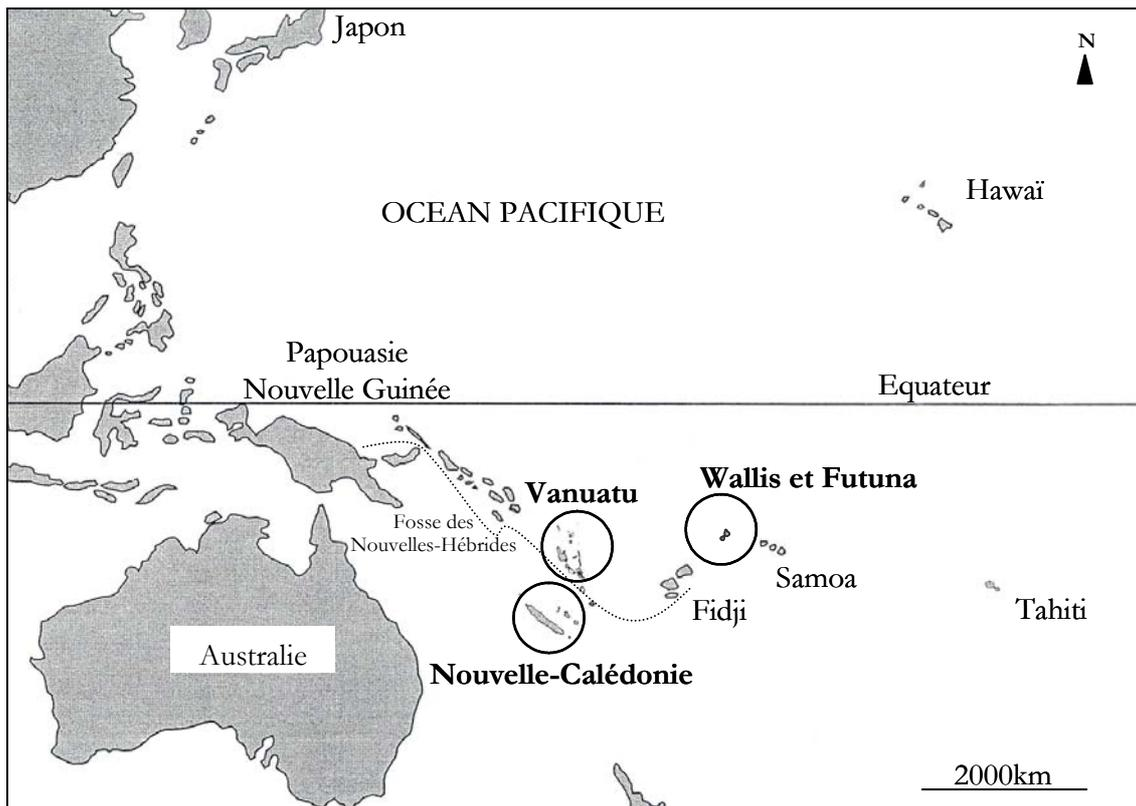 Japon
N
Hawaï
OCEAN PACIFIQUE
Papouasie
Nouvelle Guinée
Equateur
Wallis et Futuna
Vanuatu
Fosse des
Nouvelles-Hébrides
Samoa
Fidji
Tahiti
Australie
Nouvelle-Calédonie
2000km